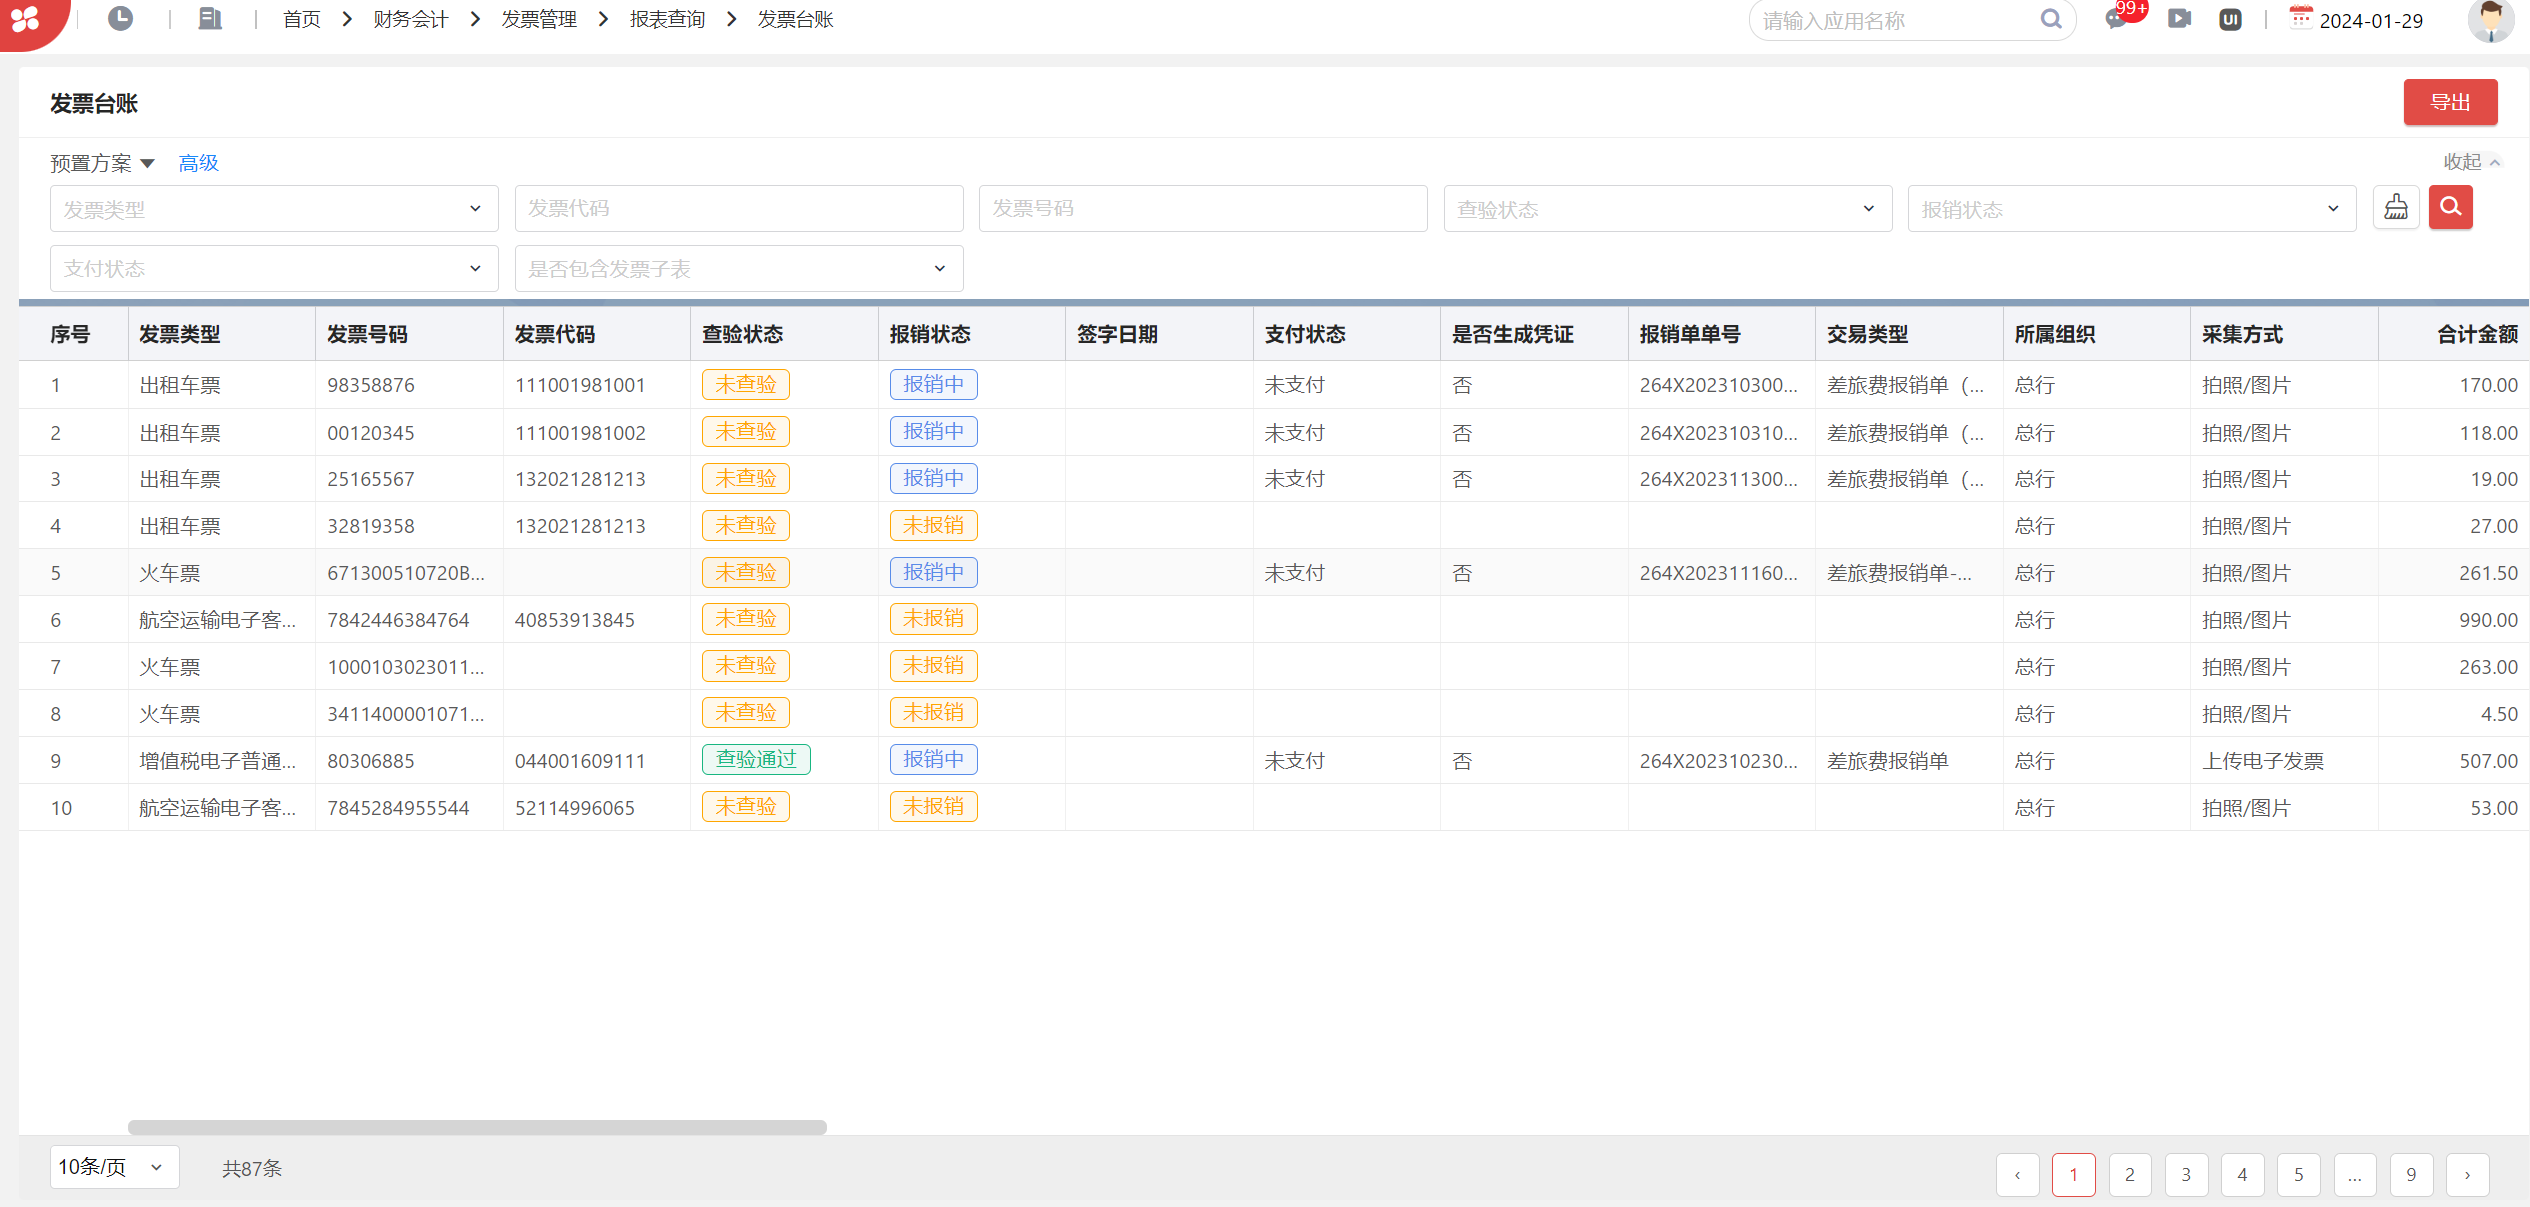 首页 > 财务会计 > 发票管理 > 报表查询 > 发票台账 请输入应用名称 99+ UI 2024-01-29
发票台账 导出
预置方案 高级 收起
发票类型 发票代码 发票号码 查验状态 报销状态
支付状态 是否包含发票子表
序号 发票类型 发票号码 发票代码 查验状态 报销状态 签字日期 支付状态 是否生成凭证 报销单单号 交易类型 所属组织 采集方式 合计金额
1 出租车票 98358876 111001981001 未查验 报销中 未支付 否 264X202310300... 差旅费报销单（... 总行 拍照/图片 170.00
2 出租车票 00120345 111001981002 未查验 报销中 未支付 否 264X202310310... 差旅费报销单（... 总行 拍照/图片 118.00
3 出租车票 25165567 132021281213 未查验 报销中 未支付 否 264X202311300... 差旅费报销单（... 总行 拍照/图片 19.00
4 出租车票 32819358 132021281213 未查验 未报销 总行 拍照/图片 27.00
5 火车票 671300510720B... 未查验 报销中 未支付 否 264X202311160... 差旅费报销单-... 总行 拍照/图片 261.50
6 航空运输电子客... 7842446384764 40853913845 未查验 未报销 总行 拍照/图片 990.00
7 火车票 1000103023011... 未查验 未报销 总行 拍照/图片 263.00
8 火车票 3411400001071... 未查验 未报销 总行 拍照/图片 4.50
9 增值税电子普通... 80306885 044001609111 查验通过 报销中 未支付 否 264X202310230... 差旅费报销单 总行 上传电子发票 507.00
10 航空运输电子客... 7845284955544 52114996065 未查验 未报销 总行 拍照/图片 53.00
10条/页 共87条 ‹ 1 2 3 4 5 ... 9 ›